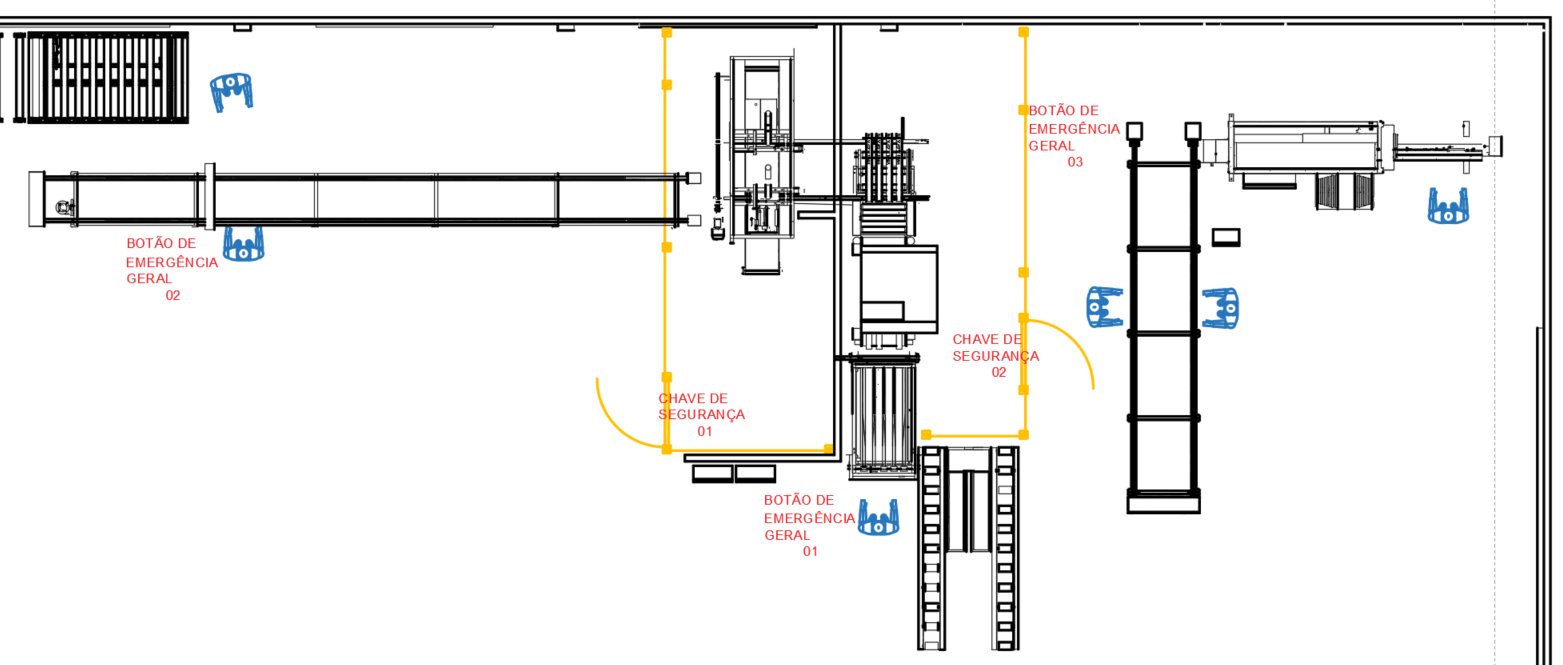 BOTÃO DE
EMERGÊNCIA
GERAL
03
BOTÃO DE
EMERGÊNCIA
GERAL
02
CHAVE DE
SEGURANÇA
02
CHAVE DE
SEGURANÇA
01
BOTÃO DE
EMERGÊNCIA
GERAL
01